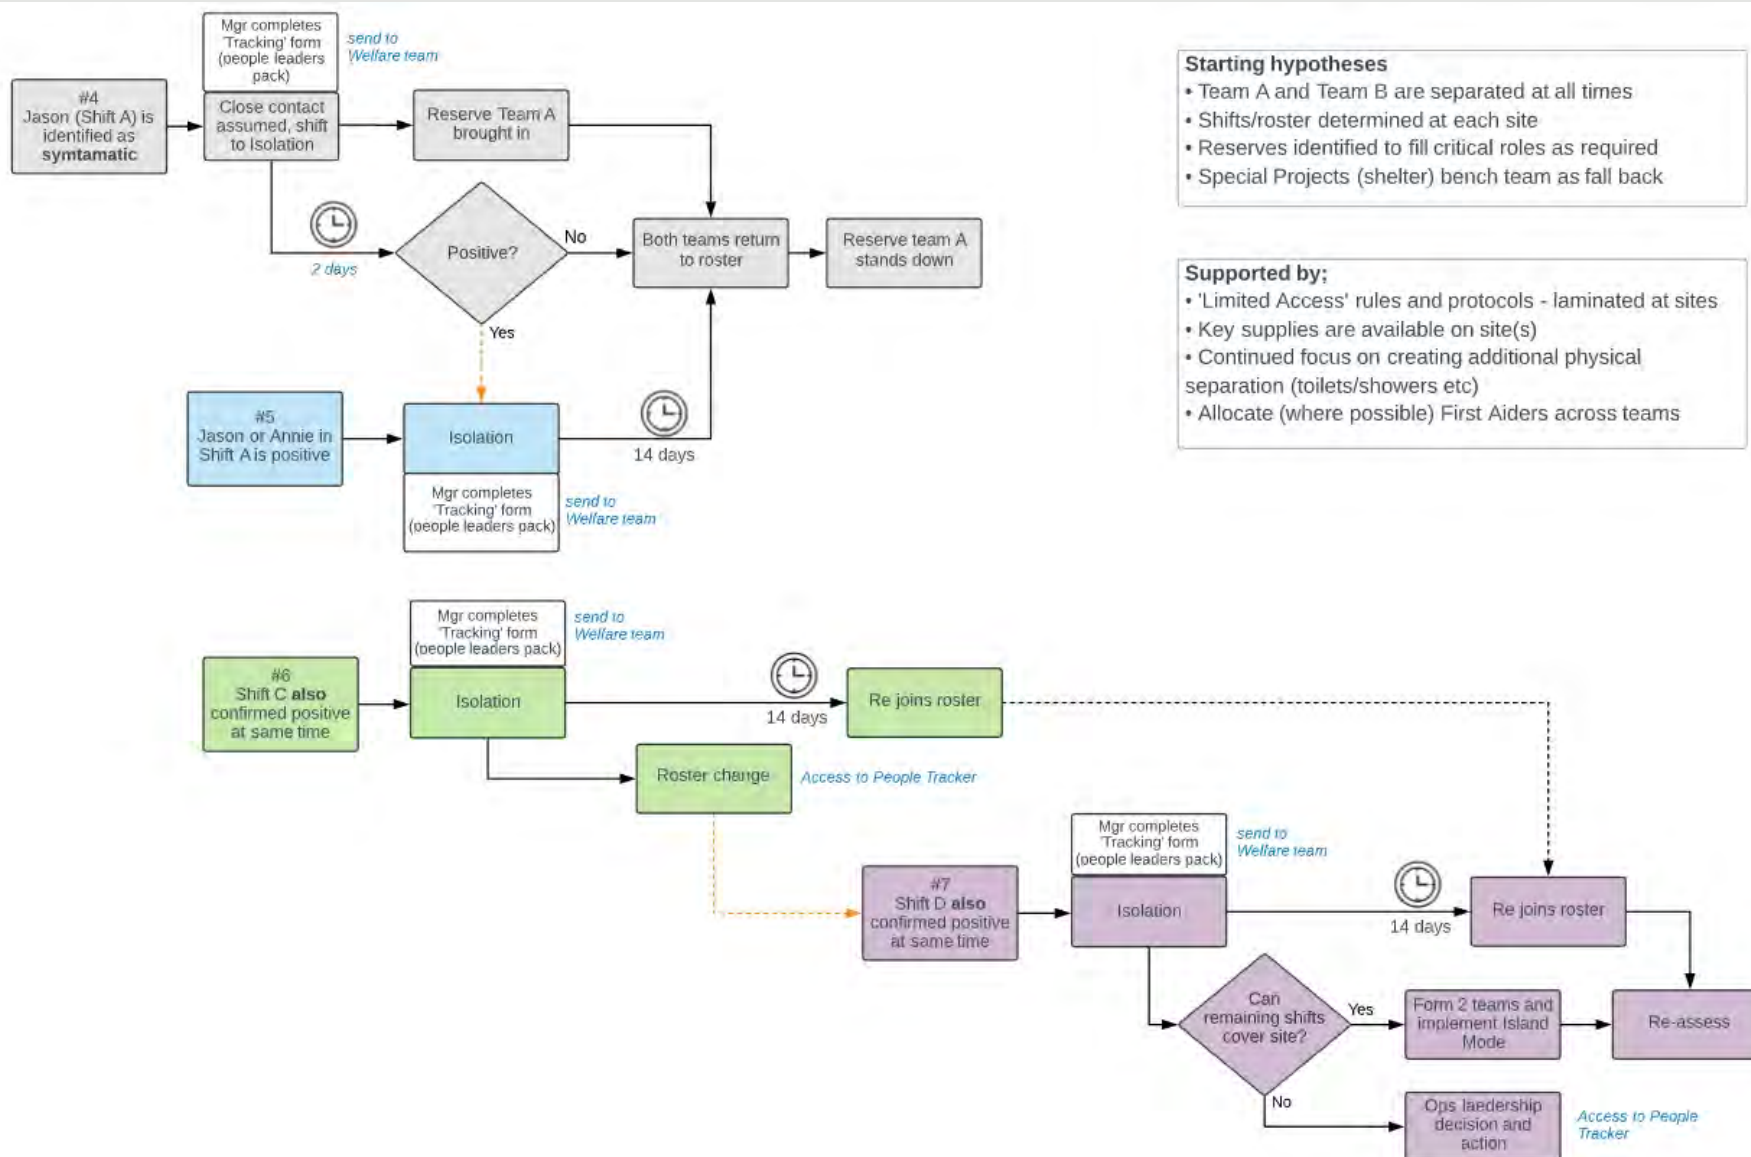 Mgr completes
'Tracking' form
(people leaders
pack)
send to
Welfare team
#4
Jason (Shift A) is
identified as
symtamatic
Close contact
assumed, shift
to Isolation
Reserve Team A
brought in
2 days
Positive?
No
Yes
Both teams return
to roster
Reserve team A
stands down
#5
Jason or Annie in
Shift A is positive
Isolation
14 days
Mgr completes
'Tracking' form
(people leaders pack)
send to
Welfare team
Starting hypotheses
• Team A and Team B are separated at all times
• Shifts/roster determined at each site
• Reserves identified to fill critical roles as required
• Special Projects (shelter) bench team as fall back
Supported by;
• 'Limited Access' rules and protocols - laminated at sites
• Key supplies are available on site(s)
• Continued focus on creating additional physical
separation (toilets/showers etc)
• Allocate (where possible) First Aiders across teams
Mgr completes
'Tracking' form
(people leaders pack)
send to
Welfare team
#6
Shift C also
confirmed positive
at same time
Isolation
14 days
Re joins roster
Roster change
Access to People Tracker
Mgr completes
'Tracking' form
(people leaders pack)
send to
Welfare team
#7
Shift D also
confirmed positive
at same time
Isolation
14 days
Re joins roster
Can
remaining shifts
cover site?
Yes
No
Form 2 teams and
implement Island
Mode
Re-assess
Ops laedership
decision and
action
Access to People
Tracker